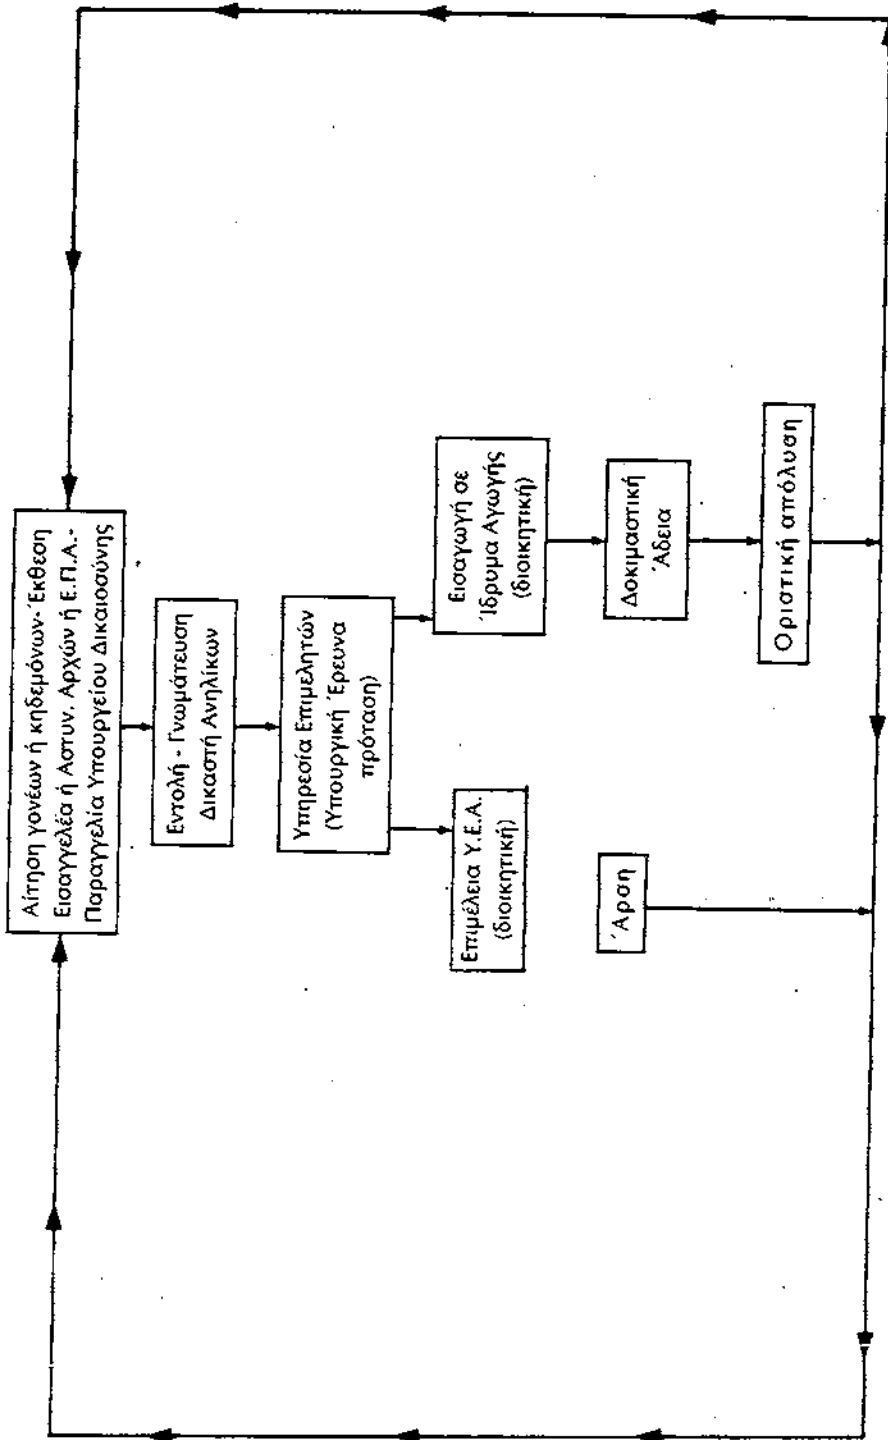 Αίτηση γονέων ή κηδεμόνων-Έκθεση
Εισαγγελέα ή Αστυν. Αρχών ή Ε.Π.Α.-
Παραγγελία Υπουργείου Δικαιοσύνης
Εντολή - Γνωμάτευση
Δικαστή Ανηλίκων
Υπηρεσία Επιμελητών
(Υπουργική Έρευνα
πρόταση)
Επιμέλεια Υ.Ε.Α.
(διοικητική)
Εισαγωγή σε
Ίδρυμα Αγωγής
(διοικητική)
Άρση
Δοκιμαστική
Άδεια
Οριστική απόλυση